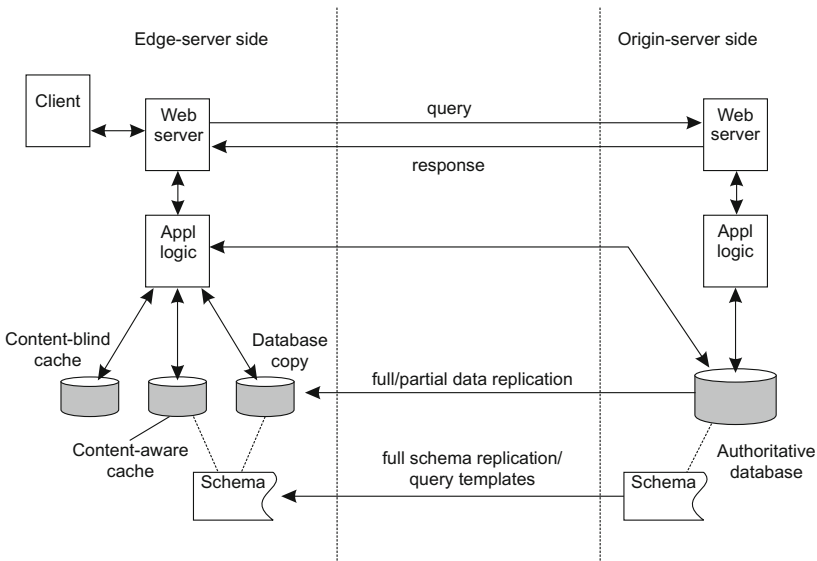 Edge-server side
Origin-server side
Client
Web
server
query
Web
server
response
Appl
logic
Appl
logic
Content-blind
cache
Database
copy
full/partial data replication
Content-aware
cache
Schema
full schema replication/
query templates
Schema
Authoritative
database